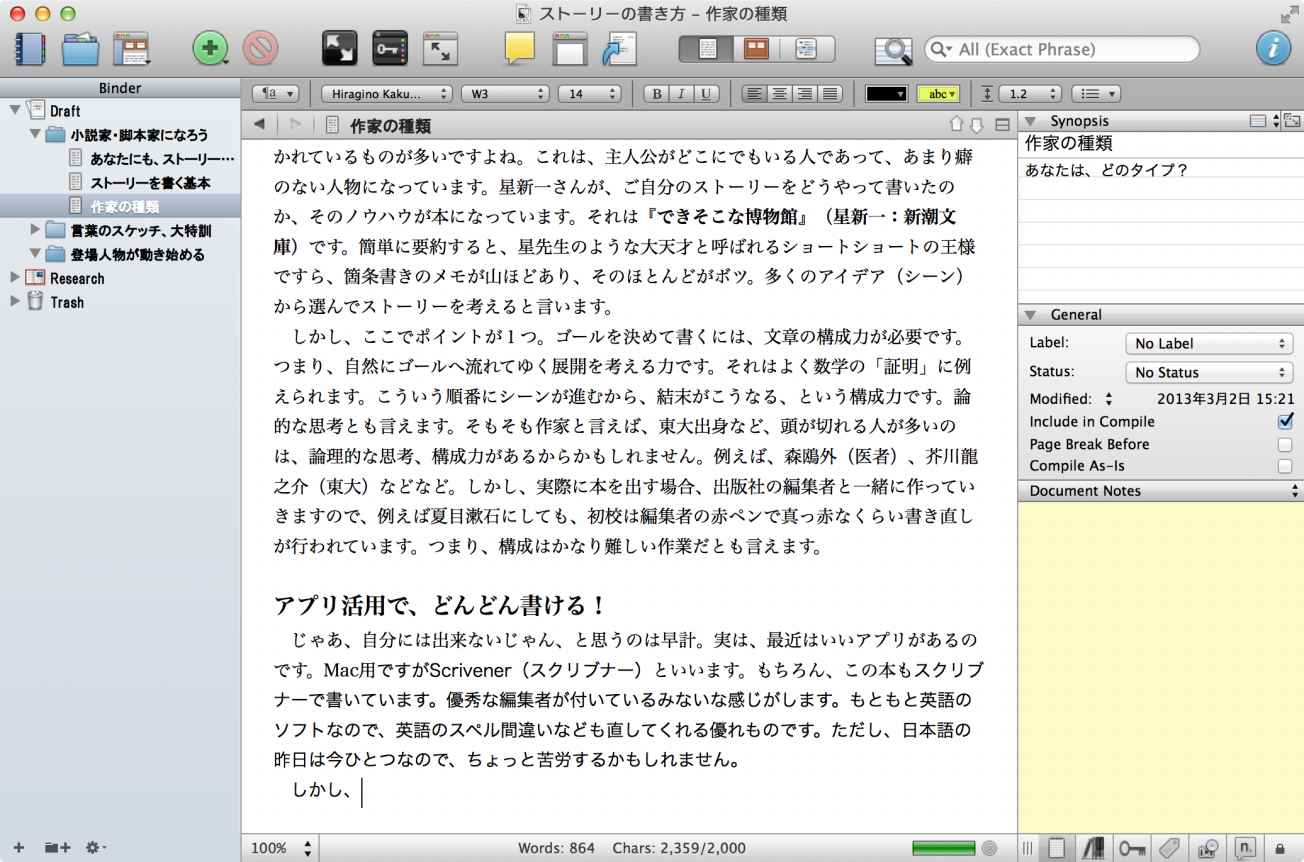 ストーリーの書き方 – 作家の種類
All (Exact Phrase)
Binder
¶a
Hiragino Kaku...
W3
14
B I U
abc
1.2
Draft
小説家・脚本家になろう
あなたにも、ストーリー…
ストーリーを書く基本
作家の種類
言葉のスケッチ、大特訓
登場人物が動き始める
Research
Trash
作家の種類
かれているものが多いですよね。これは、主人公がどこにでもいる人であって、あまり癖
のない人物になっています。星新一さんが、ご自分のストーリーをどうやって書いたの
か、そのノウハウが本になっています。それは『できそこな博物館』（星新一：新潮文
庫）です。簡単に要約すると、星先生のような大天才と呼ばれるショートショートの王様
ですら、箇条書きのメモが山ほどあり、そのほとんどがボツ。多くのアイデア（シーン）
から選んでストーリーを考えると言います。
しかし、ここでポイントが１つ。ゴールを決めて書くには、文章の構成力が必要です。
つまり、自然にゴールへ流れてゆく展開を考える力です。それはよく数学の「証明」に例
えられます。こういう順番にシーンが進むから、結末がこうなる、という構成力です。論
的な思考とも言えます。そもそも作家と言えば、東大出身など、頭が切れる人が多いの
は、論理的な思考、構成力があるからかもしれません。例えば、森鴎外（医者）、芥川龍
之介（東大）などなど。しかし、実際に本を出す場合、出版社の編集者と一緒に作ってい
きますので、例えば夏目漱石にしても、初校は編集者の赤ペンで真っ赤なくらい書き直し
が行われています。つまり、構成はかなり難しい作業だとも言えます。
アプリ活用で、どんどん書ける！
じゃあ、自分には出来ないじゃん、と思うのは早計。実は、最近はいいアプリがあるの
です。Mac用ですがScrivener（スクリブナー）といいます。もちろん、この本もスクリブ
ナーで書いています。優秀な編集者が付いているみないな感じがします。もともと英語の
ソフトなので、英語のスペル間違いなども直してくれる優れものです。ただし、日本語の
昨日は今ひとつなので、ちょっと苦労するかもしれません。
しかし、
Synopsis
作家の種類
あなたは、どのタイプ？
General
Label: No Label
Status: No Status
Modified: 2013年3月2日 15:21
Include in Compile
Page Break Before
Compile As-Is
Document Notes
100%
Words: 864 Chars: 2,359/2,000
n.